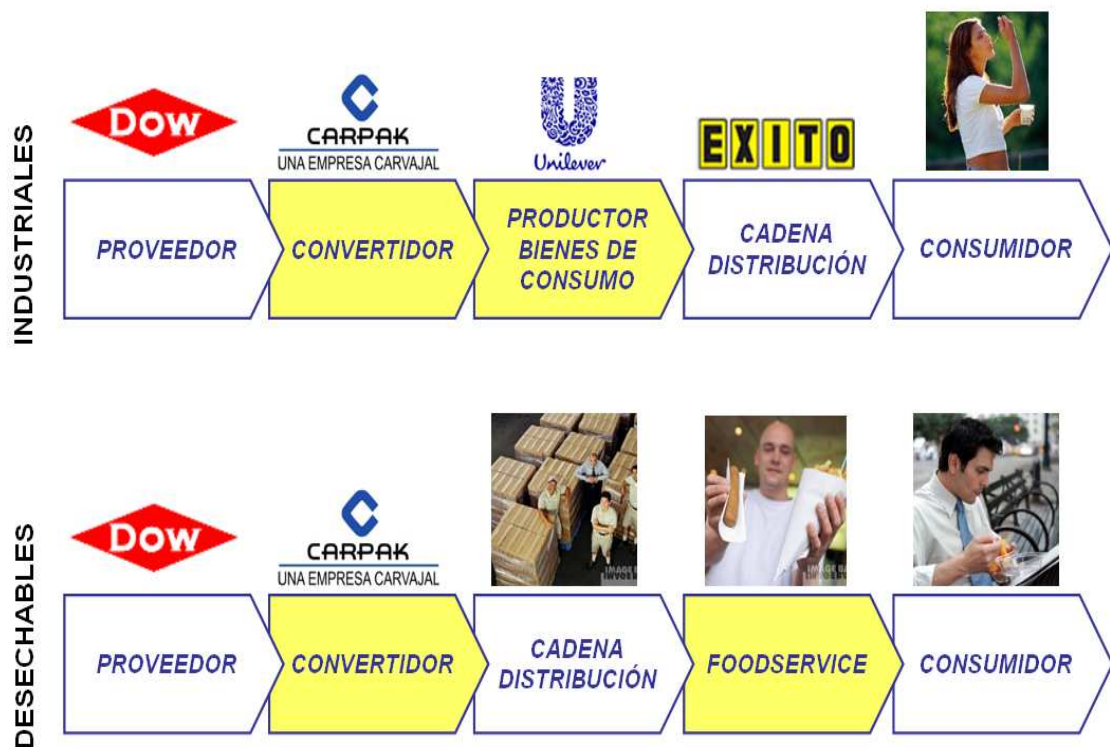 INDUSTRIALES
DOW
CARPAK
UNA EMPRESA CARVAJAL
Unilever
EXITO
PROVEEDOR
CONVERTIDOR
PRODUCTOR
BIENES DE
CONSUMO
CADENA
DISTRIBUCIÓN
CONSUMIDOR
DESECHABLES
DOW
CARPAK
UNA EMPRESA CARVAJAL
PROVEEDOR
CONVERTIDOR
CADENA
DISTRIBUCIÓN
FOODSERVICE
CONSUMIDOR